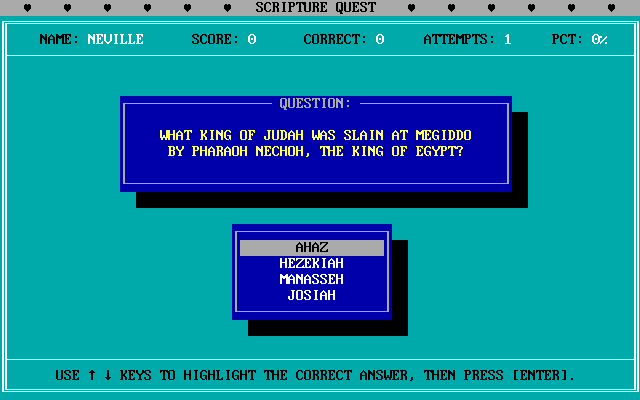 ♥ ♥ ♥ ♥ ♥ ♥ SCRIPTURE QUEST ♥ ♥ ♥ ♥ ♥ ♥
NAME: NEVILLE SCORE: 0 CORRECT: 0 ATTEMPTS: 1 PCT: 0%
QUESTION:
WHAT KING OF JUDAH WAS SLAIN AT MEGIDDO
BY PHARAOH NECHOH, THE KING OF EGYPT?
AHAZ
HEZEKIAH
MANASSEH
JOSIAH
USE ↑ ↓ KEYS TO HIGHLIGHT THE CORRECT ANSWER, THEN PRESS [ENTER].